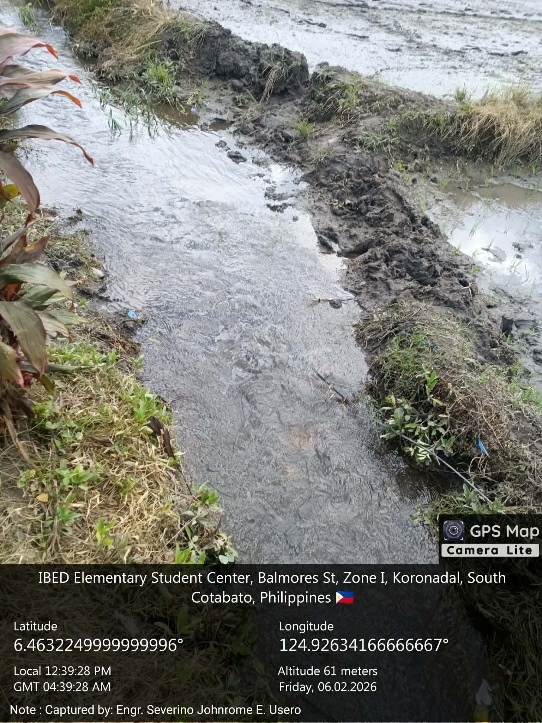 GPS Map
Camera Lite
IBED Elementary Student Center, Balmores St, Zone I, Koronadal, South
Cotabato, Philippines 🇵🇭
Latitude
6.4632249999999996°
Longitude
124.92634166666667°
Local 12:39:28 PM
GMT 04:39:28 AM
Altitude 61 meters
Friday, 06.02.2026
Note : Captured by: Engr. Severino Johnrome E. Usero